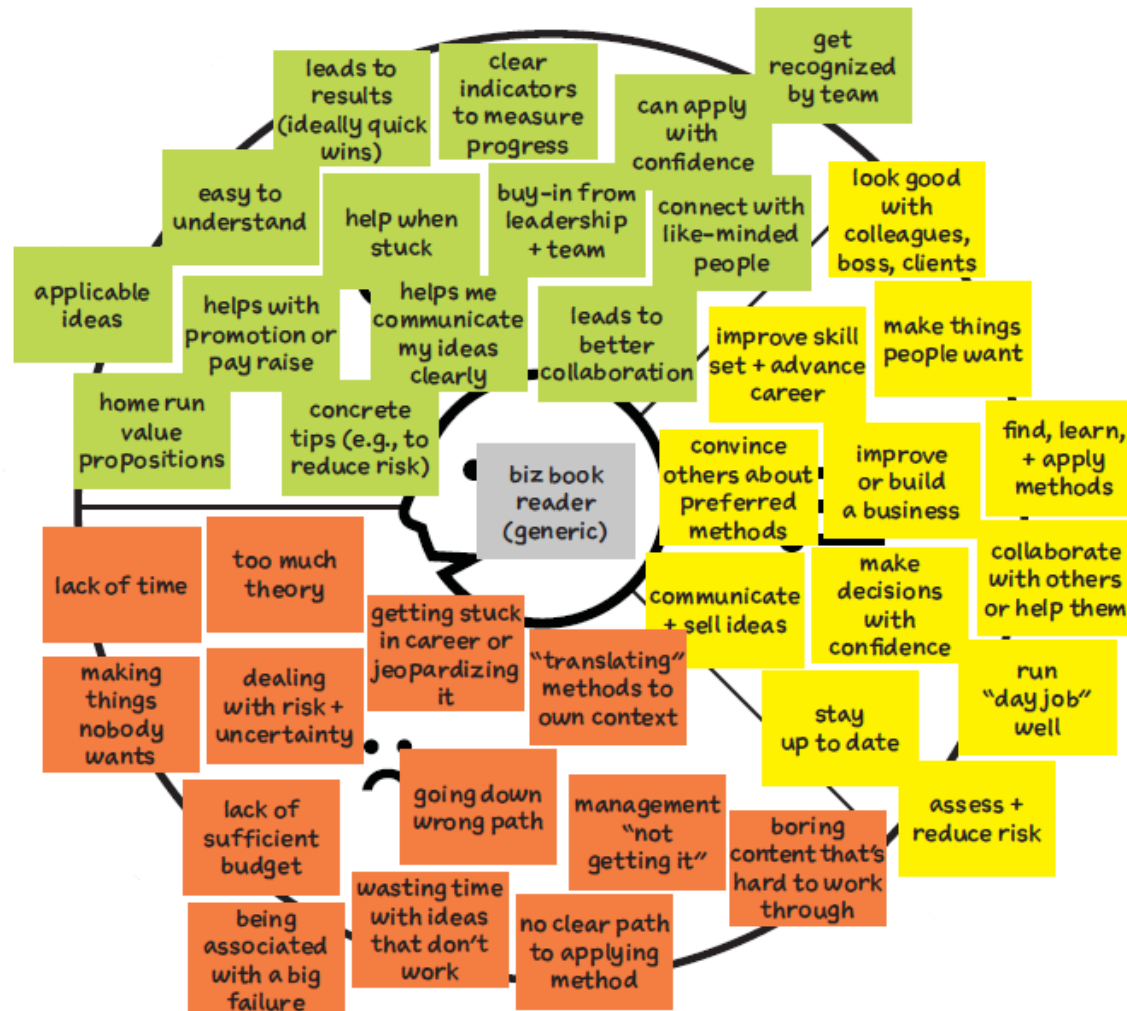 get
recognized
by team
leads to
results
(ideally quick
wins)
clear
indicators
to measure
progress
can apply
with
confidence
easy to
understand
help when
stuck
buy-in from
leadership
+ team
connect with
like-minded
people
applicable
ideas
helps with
promotion or
pay raise
helps me
communicate
my ideas
clearly
leads to
better
collaboration
home run
value
propositions
concrete
tips (e.g., to
reduce risk)
biz book
reader
(generic)
look good
with
colleagues,
boss, clients
improve skill
set + advance
career
make things
people want
convince
others about
preferred
methods
improve
or build
a business
find, learn,
+ apply
methods
communicate
+ sell ideas
make
decisions
with
confidence
collaborate
with others
or help them
stay
up to date
run
"day job"
well
assess +
reduce risk
lack of time
too much
theory
getting stuck
in career or
jeopardizing
it
"translating"
methods to
own context
making
things
nobody
wants
dealing
with risk +
uncertainty
lack of
sufficient
budget
going down
wrong path
management
"not
getting it"
boring
content that's
hard to work
through
being
associated
with a big
failure
wasting time
with ideas
that don't
work
no clear path
to applying
method